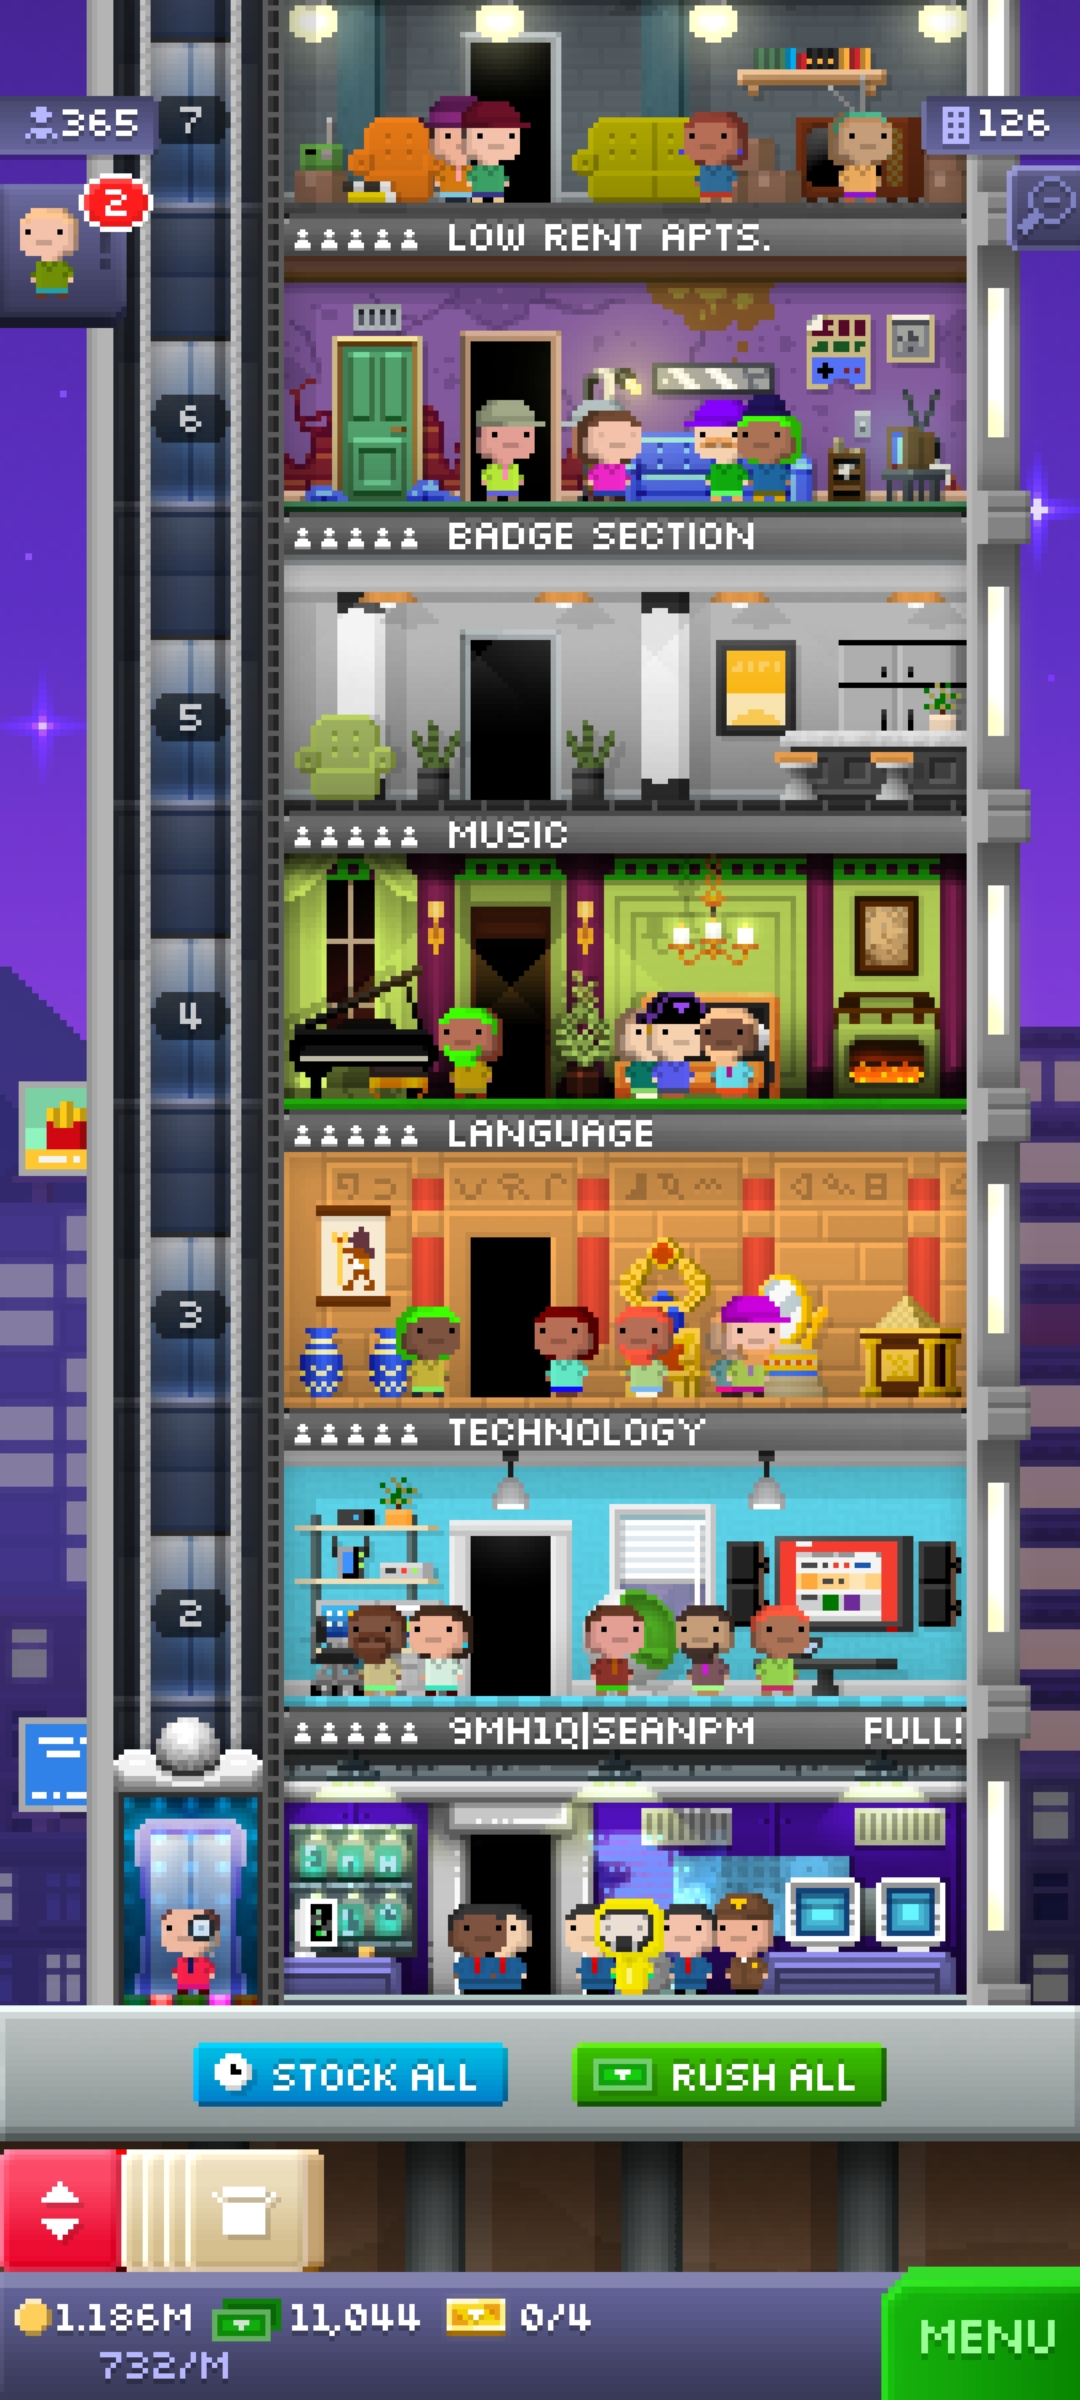 7
365
126
2
LOW RENT APTS.
6
BADGE SECTION
5
MUSIC
4
LANGUAGE
3
TECHNOLOGY
2
9MH1Q|SEANPM FULL!
STOCK ALL
RUSH ALL
1.186M 11,044 0/4
732/M
MENU